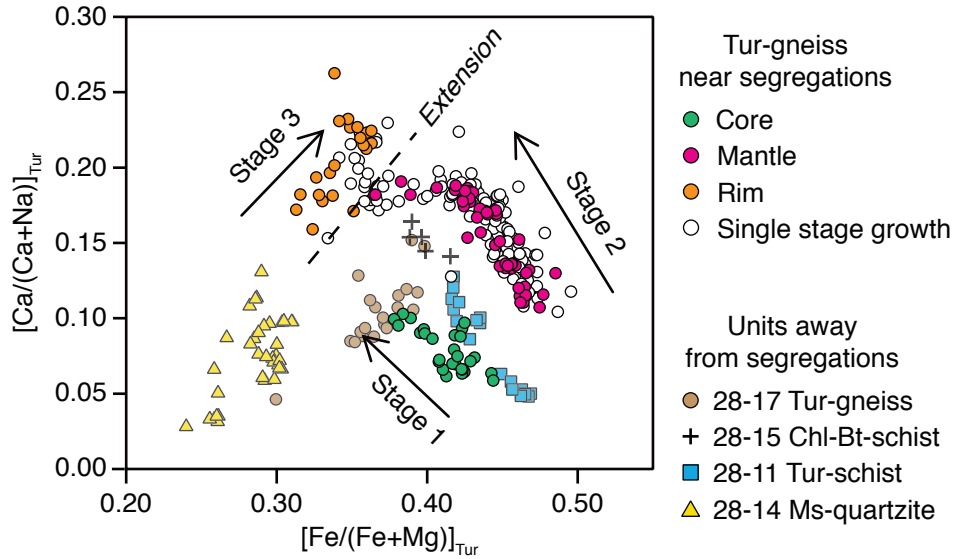 0.30
0.25
0.20
0.15
0.10
0.05
0.00
[Ca/(Ca+Na)]Tur
0.20
0.30
0.40
0.50
[Fe/(Fe+Mg)]Tur
Stage 3
Extension
Stage 2
Stage 1
Tur-gneiss
near segregations
Core
Mantle
Rim
Single stage growth
Units away
from segregations
28-17 Tur-gneiss
28-15 Chl-Bt-schist
28-11 Tur-schist
28-14 Ms-quartzite